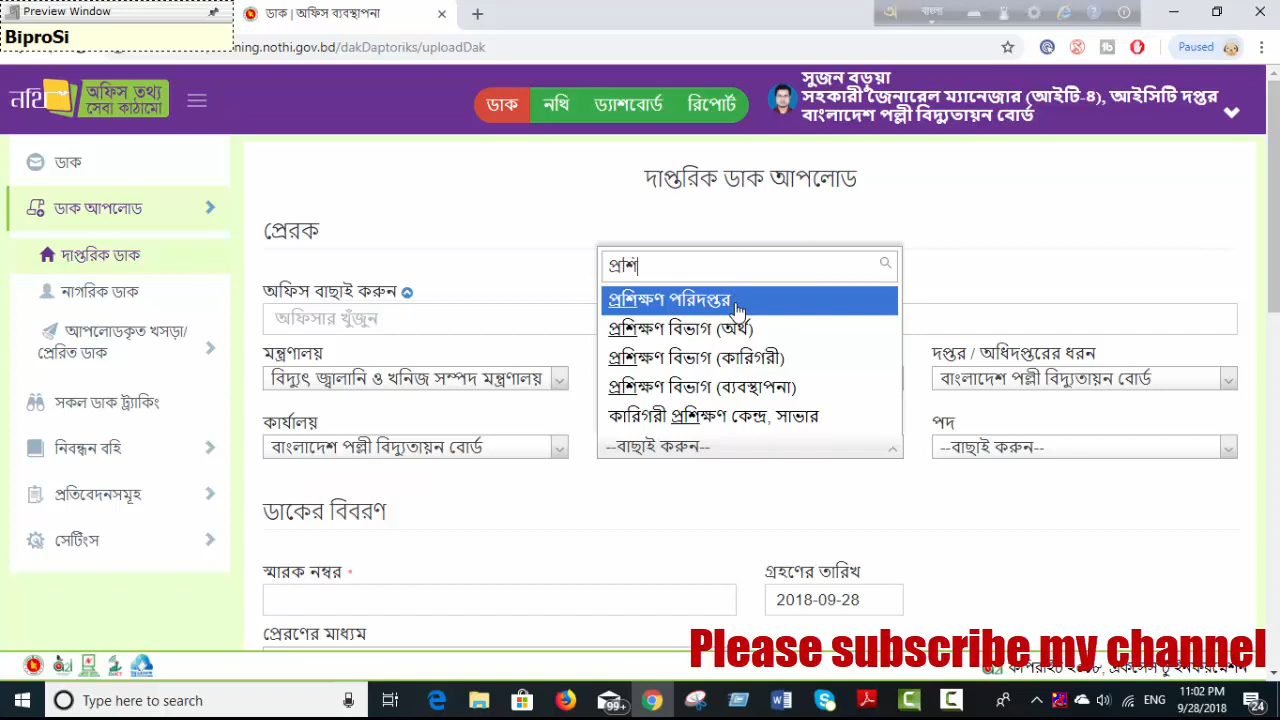 Preview Window
BiproSi
ডাক | অফিস ব্যবস্থাপনা
বাংলা
ning.nothi.gov.bd/dakDaptoriks/uploadDak
Paused
নথি
অফিস তথ্য
সেবা কাঠামো
ডাক নথি ড্যাশবোর্ড রিপোর্ট
সুজন বড়ুয়া
সহকারী জেনারেল ম্যানেজার (আইটি-৪), আইসিটি দপ্তর
বাংলাদেশ পল্লী বিদ্যুতায়ন বোর্ড
ডাক
ডাক আপলোড
দাপ্তরিক ডাক
নাগরিক ডাক
আপলোডকৃত খসড়া/
প্রেরিত ডাক
সকল ডাক ট্র্যাকিং
নিবন্ধন বহি
প্রতিবেদনসমূহ
সেটিংস
দাপ্তরিক ডাক আপলোড
প্রেরক
অফিস বাছাই করুন
অফিসার খুঁজুন
মন্ত্রণালয়
বিদ্যুৎ জ্বালানি ও খনিজ সম্পদ মন্ত্রণালয়
দপ্তর / অধিদপ্তরের ধরন
বাংলাদেশ পল্লী বিদ্যুতায়ন বোর্ড
কার্যালয়
বাংলাদেশ পল্লী বিদ্যুতায়ন বোর্ড
প্রশি
প্রশিক্ষণ পরিদপ্তর
প্রশিক্ষণ বিভাগ (অর্থ)
প্রশিক্ষণ বিভাগ (কারিগরী)
প্রশিক্ষণ বিভাগ (ব্যবস্থাপনা)
কারিগরী প্রশিক্ষণ কেন্দ্র, সাভার
--বাছাই করুন--
পদ
--বাছাই করুন--
ডাকের বিবরণ
স্মারক নম্বর *
গ্রহণের তারিখ
2018-09-28
প্রেরণের মাধ্যম
Please subscribe my channel
Type here to search
99+
ENG
11:02 PM
9/28/2018
24